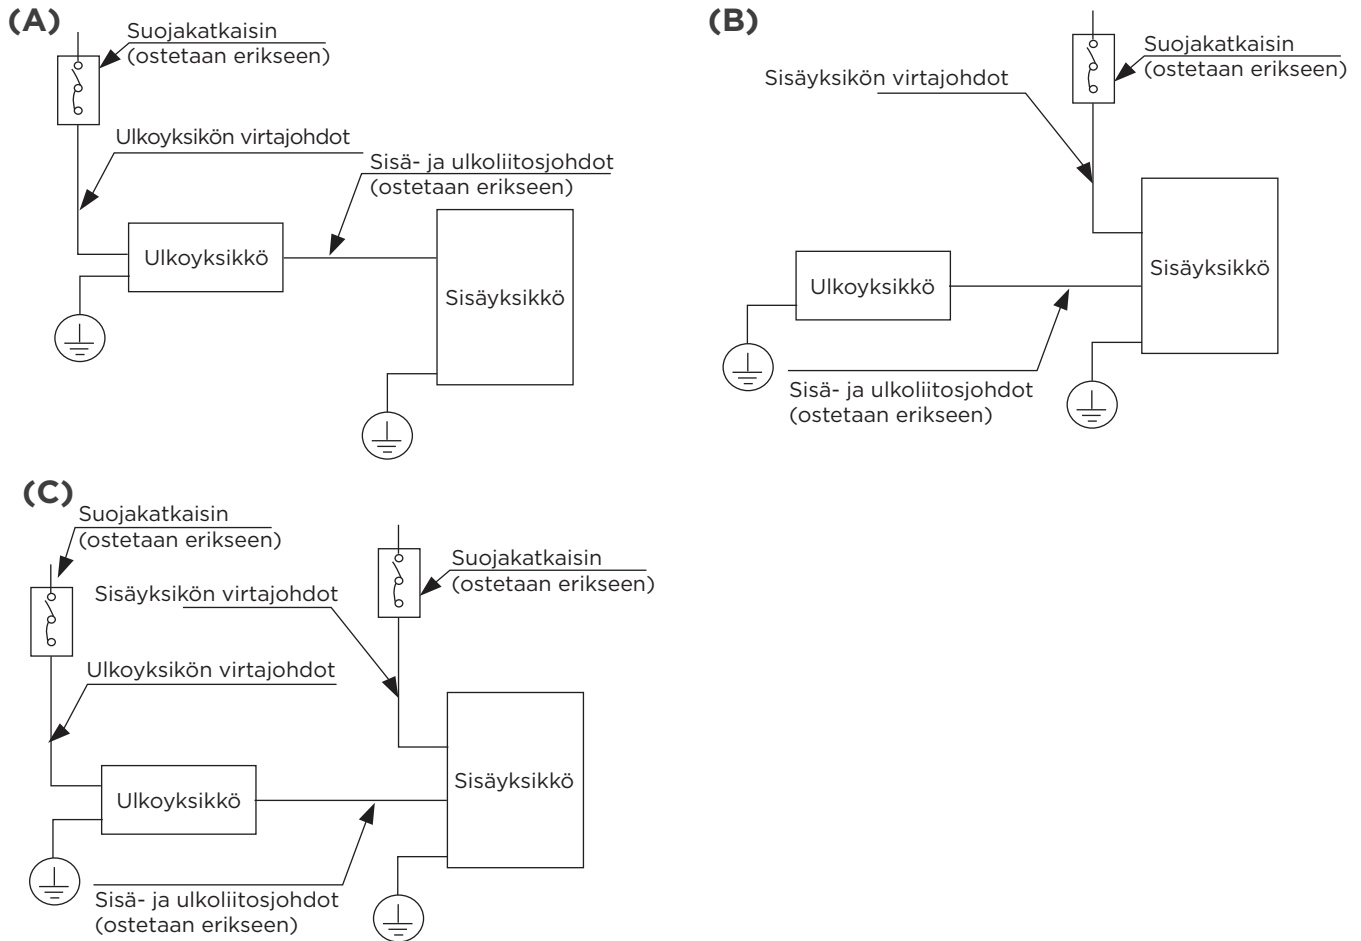 (A)
Suojakatkaisin
(ostetaan erikseen)
Ulkoyksikön virtajohdot
Sisä- ja ulkoliitosjohdot
(ostetaan erikseen)
Ulkoyksikkö
Sisäyksikkö
(B)
Suojakatkaisin
(ostetaan erikseen)
Sisäyksikön virtajohdot
Ulkoyksikkö
Sisäyksikkö
Sisä- ja ulkoliitosjohdot
(ostetaan erikseen)
(C)
Suojakatkaisin
(ostetaan erikseen)
Suojakatkaisin
(ostetaan erikseen)
Sisäyksikön virtajohdot
Ulkoyksikön virtajohdot
Ulkoyksikkö
Sisäyksikkö
Sisä- ja ulkoliitosjohdot
(ostetaan erikseen)